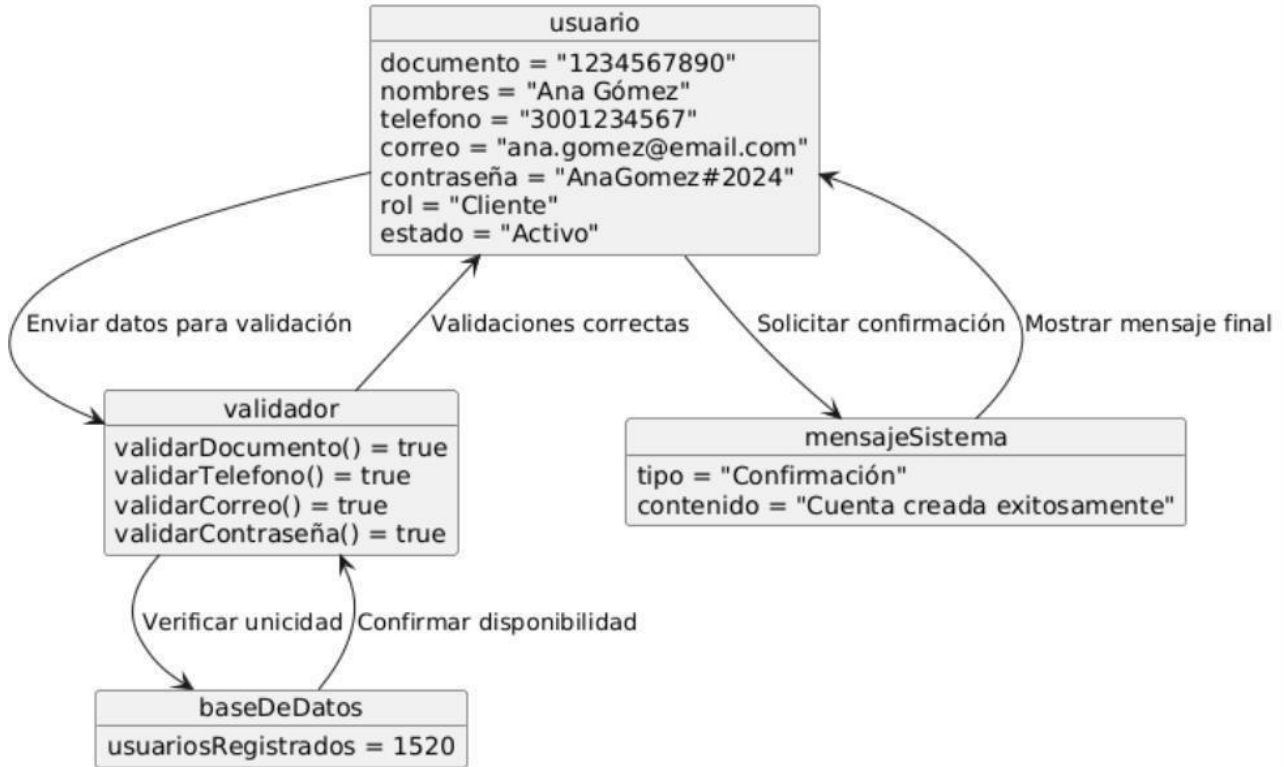 usuario
documento = "1234567890"
nombres = "Ana Gómez"
telefono = "3001234567"
correo = "ana.gomez@email.com"
contraseña = "AnaGomez#2024"
rol = "Cliente"
estado = "Activo"
Enviar datos para validación
Validaciones correctas
Solicitar confirmación
Mostrar mensaje final
validador
validarDocumento() = true
validarTelefono() = true
validarCorreo() = true
validarContraseña() = true
mensajeSistema
tipo = "Confirmación"
contenido = "Cuenta creada exitosamente"
Verificar unicidad
Confirmar disponibilidad
baseDeDatos
usuariosRegistrados = 1520